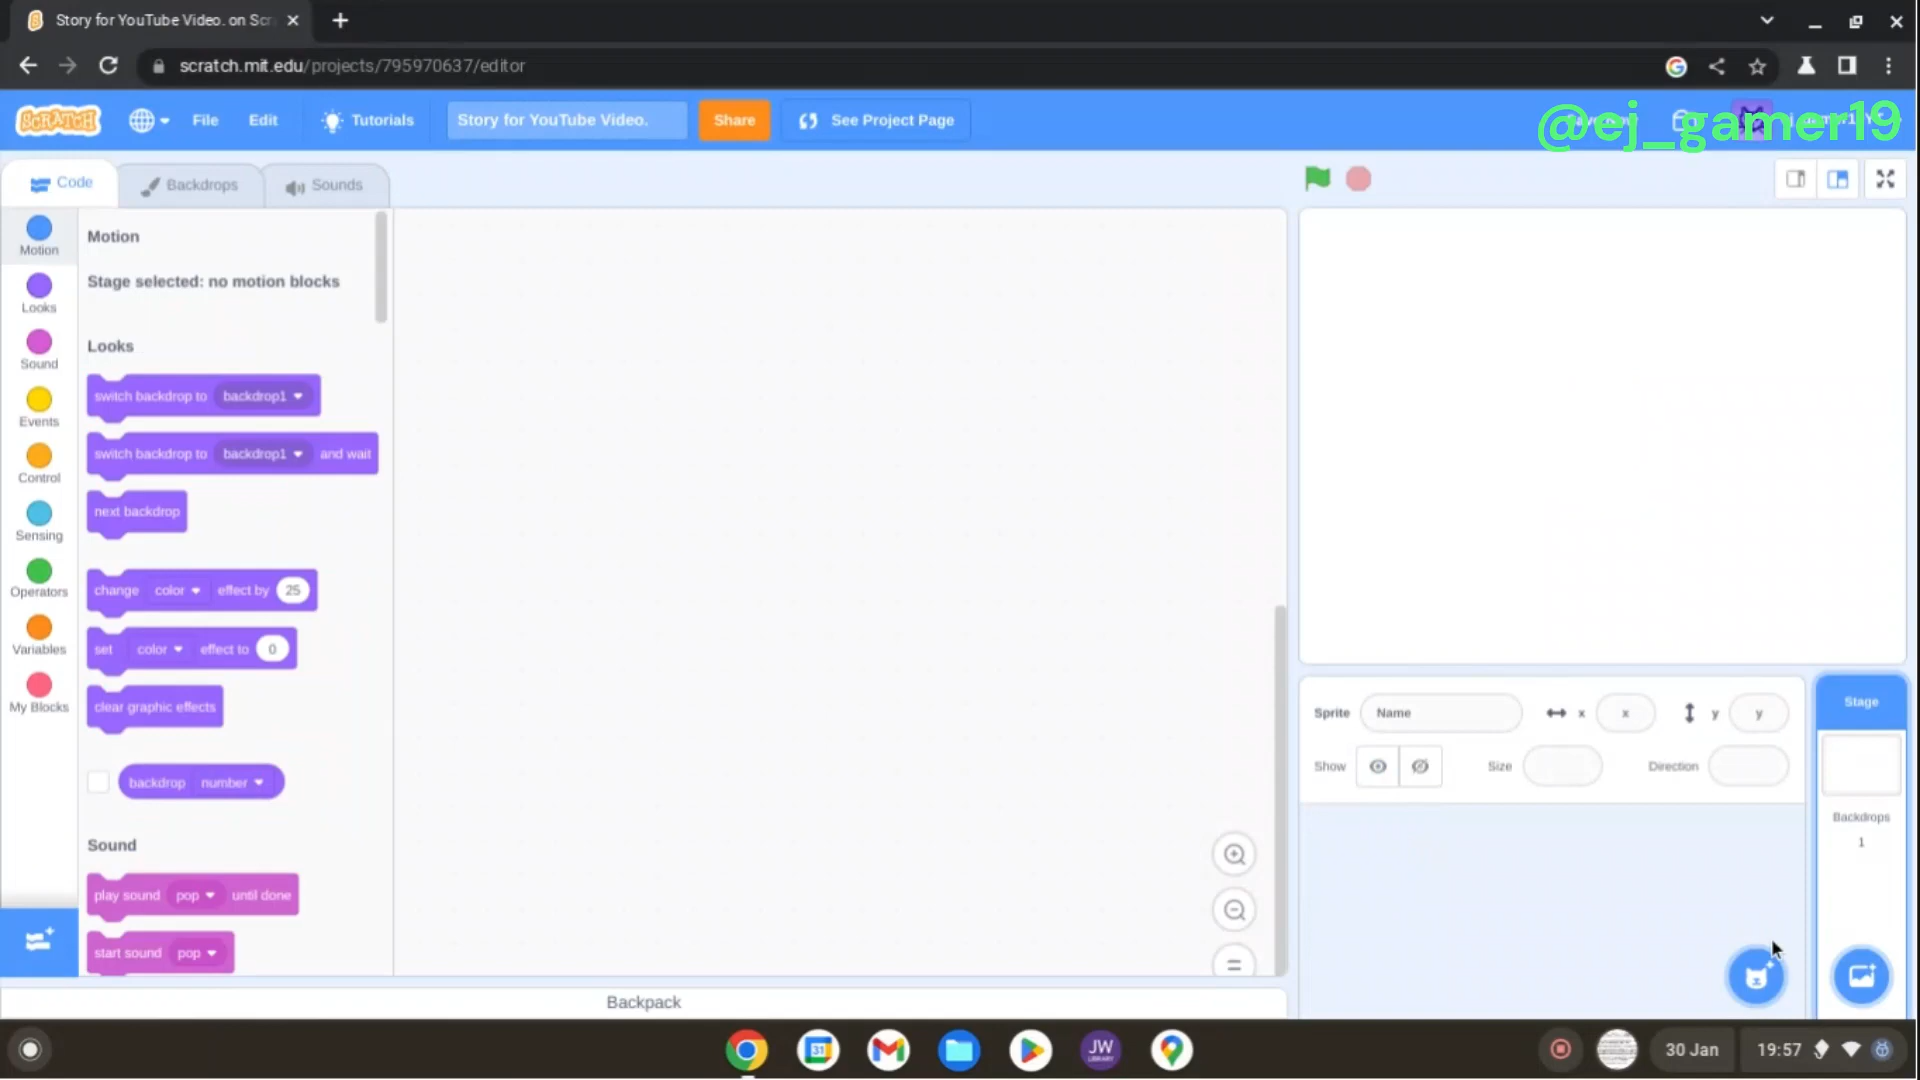 Story for YouTube Video. on Scr
scratch.mit.edu/projects/795970637/editor
SCRATCH
File
Edit
Tutorials
Story for YouTube Video.
Share
See Project Page
@ej_gamer19
Code
Backdrops
Sounds
Motion
Looks
Sound
Events
Control
Sensing
Operators
Variables
My Blocks
Motion
Stage selected: no motion blocks
Looks
switch backdrop to backdrop1
switch backdrop to backdrop1 and wait
next backdrop
change color effect by 25
set color effect to 0
clear graphic effects
backdrop number
Sound
play sound pop until done
start sound pop
Backpack
Sprite Name x x y y
Show Size Direction
Stage
Backdrops
1
31
JW
LIBRARY
30 Jan
19:57